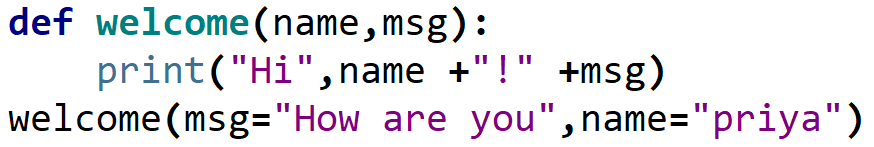 def welcome(name,msg):
    print("Hi",name +"!" +msg)
welcome(msg="How are you",name="priya")